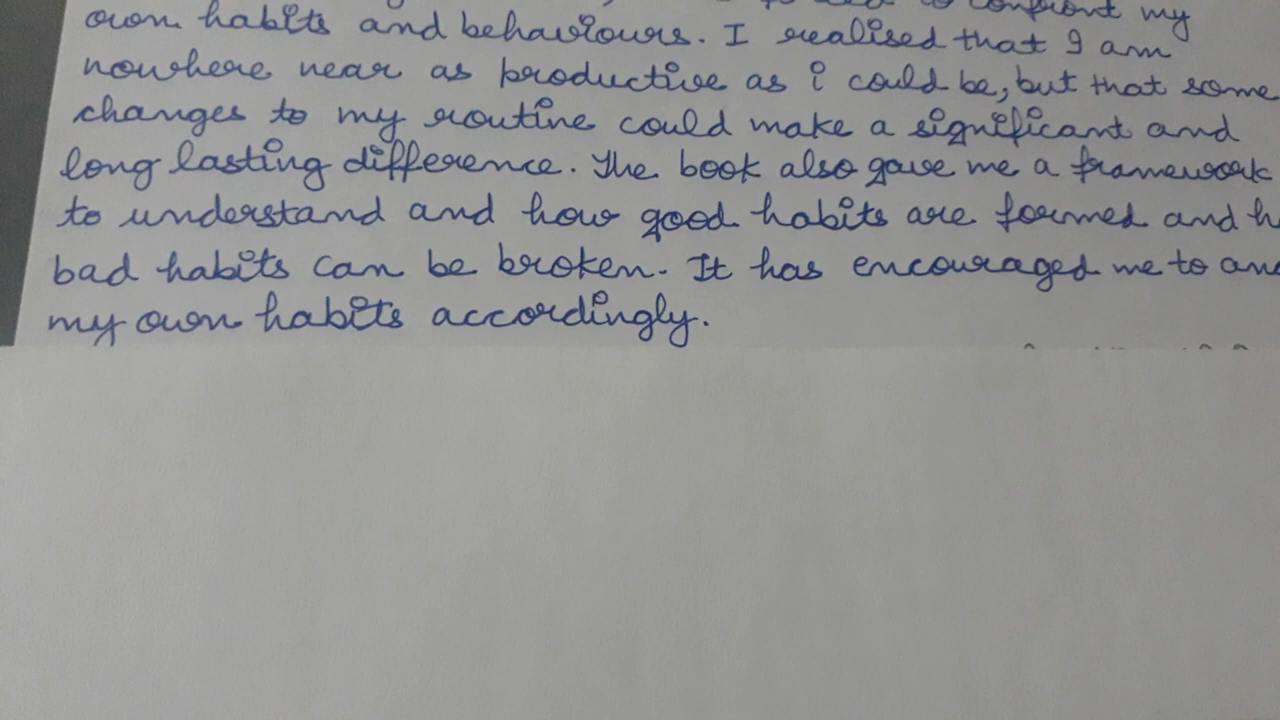 to confront my
own habits and behaviours. I realised that I am
nowhere near as productive as i could be, but that some
changes to my routine could make a significant and
long lasting difference. The book also gave me a framework
to understand and how good habits are formed and
bad habits can be broken. It has encouraged me to
my own habits accordingly.